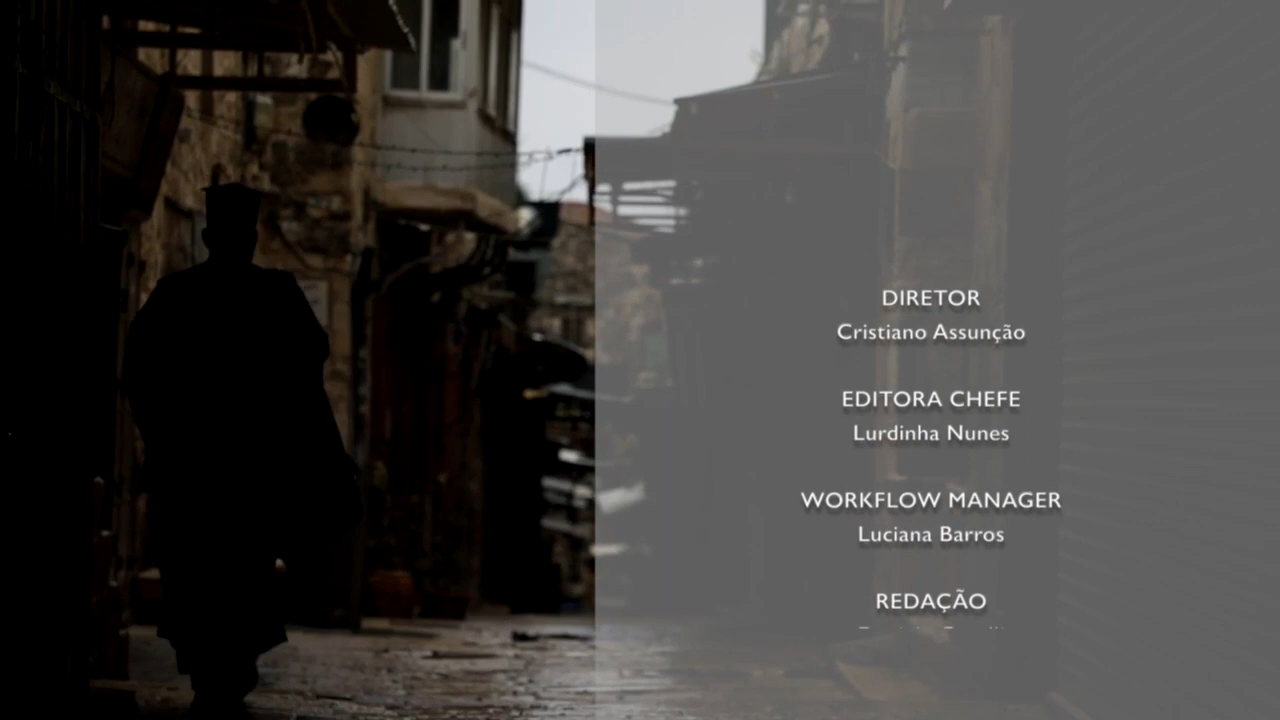 DIRETOR
Cristiano Assunção
EDITORA CHEFE
Lurdinha Nunes
WORKFLOW MANAGER
Luciana Barros
REDAÇÃO